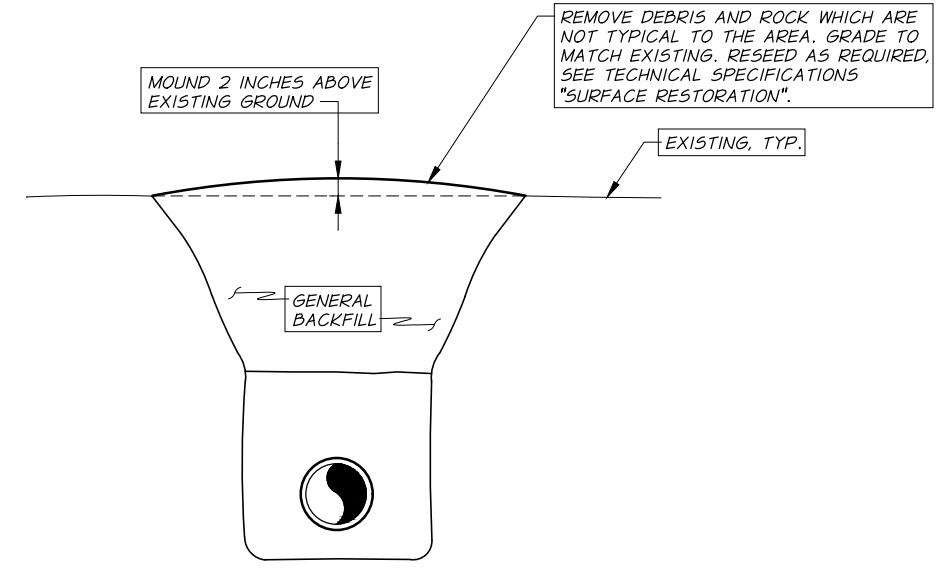 REMOVE DEBRIS AND ROCK WHICH ARE
NOT TYPICAL TO THE AREA. GRADE TO
MATCH EXISTING. RESEED AS REQUIRED,
SEE TECHNICAL SPECIFICATIONS
"SURFACE RESTORATION".
MOUND 2 INCHES ABOVE
EXISTING GROUND
EXISTING, TYP.
GENERAL
BACKFILL